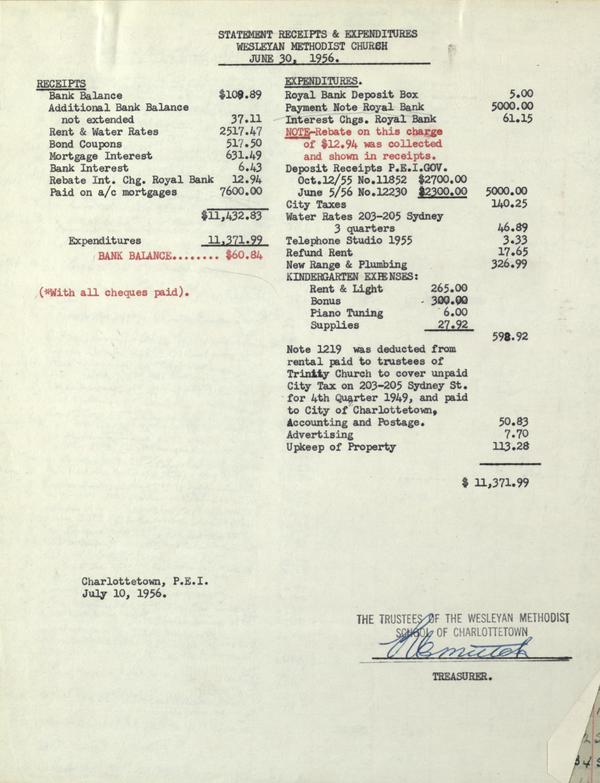 STATEMENT RECEIPTS & EXPENDITURES
WESLEYAN METHODIST CHURCH
JUNE 30, 1956.
RECEIPTS
Bank Balance $109.89
Additional Bank Balance
not extended 37.11
Rent & Water Rates 2517.47
Bond Coupons 517.50
Mortgage Interest 631.49
Bank Interest 6.43
Rebate Int. Chg. Royal Bank 12.94
Paid on a/c mortgages 7600.00
$11,432.83
Expenditures 11,371.99
BANK BALANCE........ $60.84
(*With all cheques paid).
EXPENDITURES.
Royal Bank Deposit Box 5.00
Payment Note Royal Bank 5000.00
Interest Chgs. Royal Bank 61.15
NOTE-Rebate on this charge
of $12.94 was collected
and shown in receipts.
Deposit Receipts P.E.I.GOV.
Oct.12/55 No.11852 $2700.00
June 5/56 No.12230 $2300.00 5000.00
City Taxes 140.25
Water Rates 203-205 Sydney
3 quarters 46.89
Telephone Studio 1955 3.33
Refund Rent 17.65
New Range & Plumbing 326.99
KINDERGARTEN EXPENSES:
Rent & Light 265.00
Bonus 300.00
Piano Tuning 6.00
Supplies 27.92
598.92
Note 1219 was deducted from
rental paid to trustees of
Trinity Church to cover unpaid
City Tax on 203-205 Sydney St.
for 4th Quarter 1949, and paid
to City of Charlottetown,
Accounting and Postage. 50.83
Advertising 7.70
Upkeep of Property 113.28
$ 11,371.99
Charlottetown, P.E.I.
July 10, 1956.
THE TRUSTEES OF THE WESLEYAN METHODIST
SCHOOL OF CHARLOTTETOWN
TREASURER.